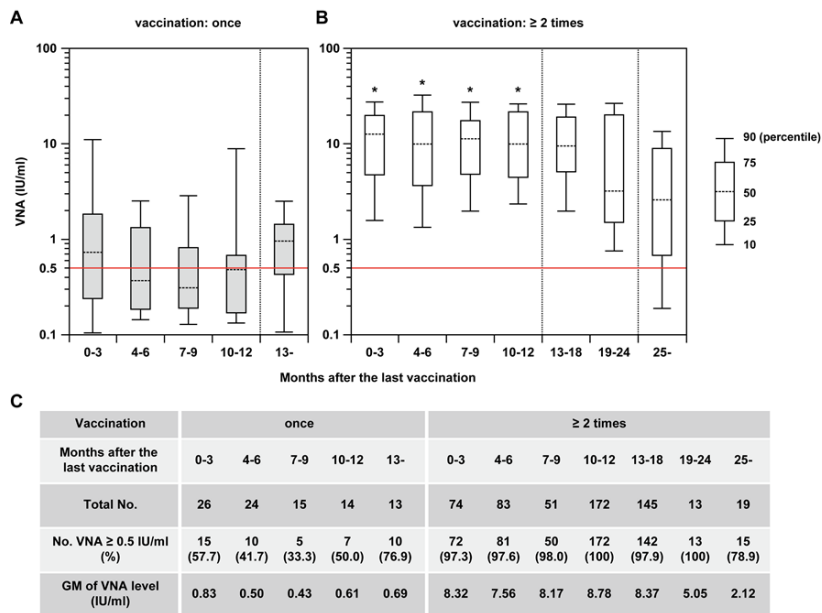 A
vaccination: once
B
vaccination: ≥ 2 times
VNA (IU/ml)
100
10
1
0.5
0.1
0-3 4-6 7-9 10-12 13-
100
* * * *
10
1
0.5
0.1
0-3 4-6 7-9 10-12 13-18 19-24 25-
90 (percentile)
75
50
25
10
Months after the last vaccination
C
Vaccination once ≥ 2 times
Months after the
last vaccination
0-3 4-6 7-9 10-12 13- 0-3 4-6 7-9 10-12 13-18 19-24 25-
Total No. 26 24 15 14 13 74 83 51 172 145 13 19
No. VNA ≥ 0.5 IU/ml
(%)
15 10 5 7 10 72 81 50 172 142 13 15
(57.7) (41.7) (33.3) (50.0) (76.9) (97.3) (97.6) (98.0) (100) (97.9) (100) (78.9)
GM of VNA level
(IU/ml)
0.83 0.50 0.43 0.61 0.69 8.32 7.56 8.17 8.78 8.37 5.05 2.12